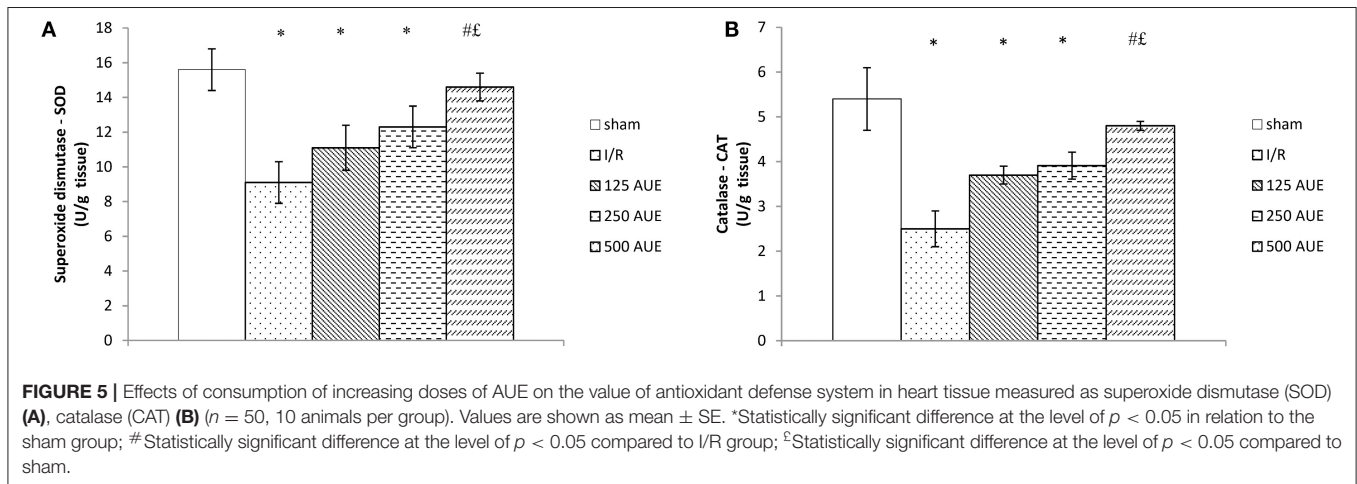 A
18
16
14
12
10
8
6
4
2
0
Superoxide dismutase - SOD
(U/g tissue)
* * * #£
sham
I/R
125 AUE
250 AUE
500 AUE
B
7
6
5
4
3
2
1
0
Catalase - CAT
(U/g tissue)
* * * #£
sham
I/R
125 AUE
250 AUE
500 AUE
FIGURE 5 | Effects of consumption of increasing doses of AUE on the value of antioxidant defense system in heart tissue measured as superoxide dismutase (SOD)
(A), catalase (CAT) (B) (n = 50, 10 animals per group). Values are shown as mean ± SE. *Statistically significant difference at the level of p < 0.05 in relation to the
sham group; #Statistically significant difference at the level of p < 0.05 compared to I/R group; £Statistically significant difference at the level of p < 0.05 compared to
sham.